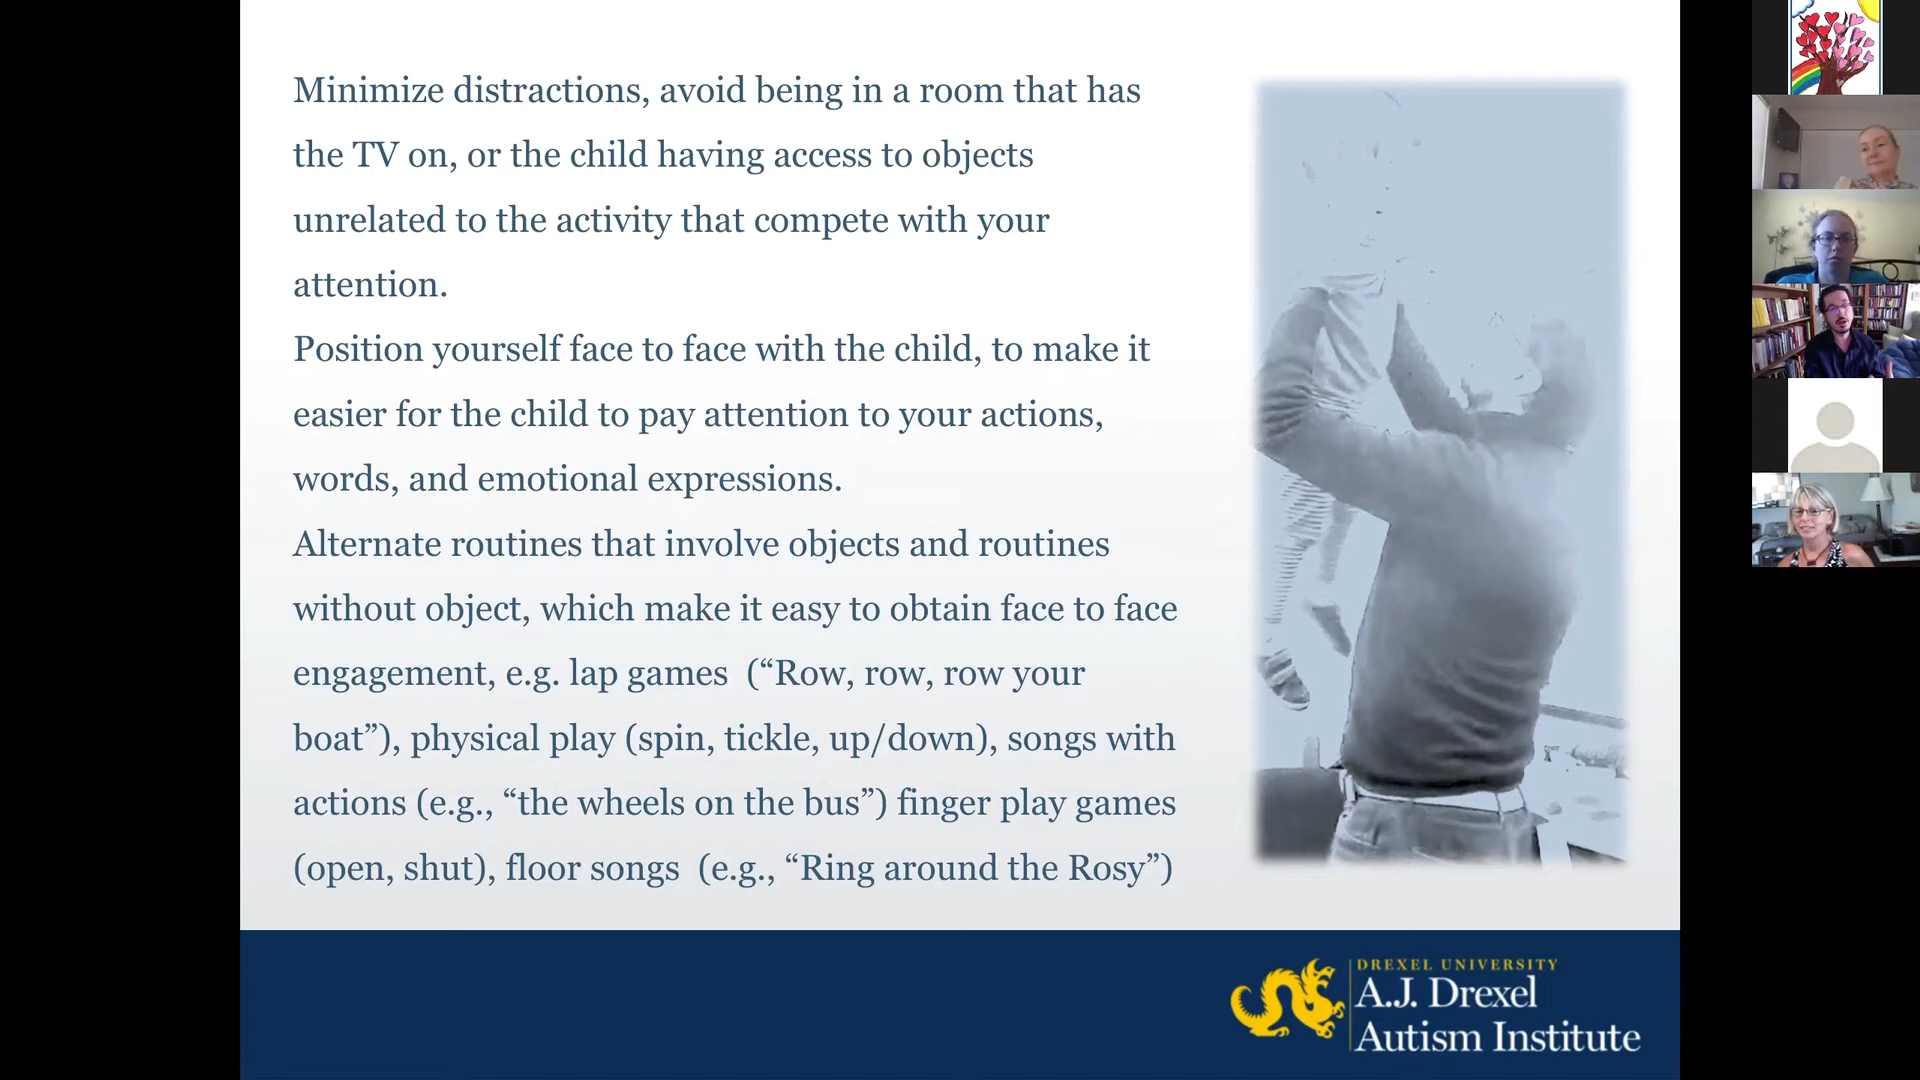 Minimize distractions, avoid being in a room that has
the TV on, or the child having access to objects
unrelated to the activity that compete with your
attention.
Position yourself face to face with the child, to make it
easier for the child to pay attention to your actions,
words, and emotional expressions.
Alternate routines that involve objects and routines
without object, which make it easy to obtain face to face
engagement, e.g. lap games  (“Row, row, row your
boat”), physical play (spin, tickle, up/down), songs with
actions (e.g., “the wheels on the bus”) finger play games
(open, shut), floor songs  (e.g., “Ring around the Rosy”)
DREXEL UNIVERSITY
A.J. Drexel
Autism Institute